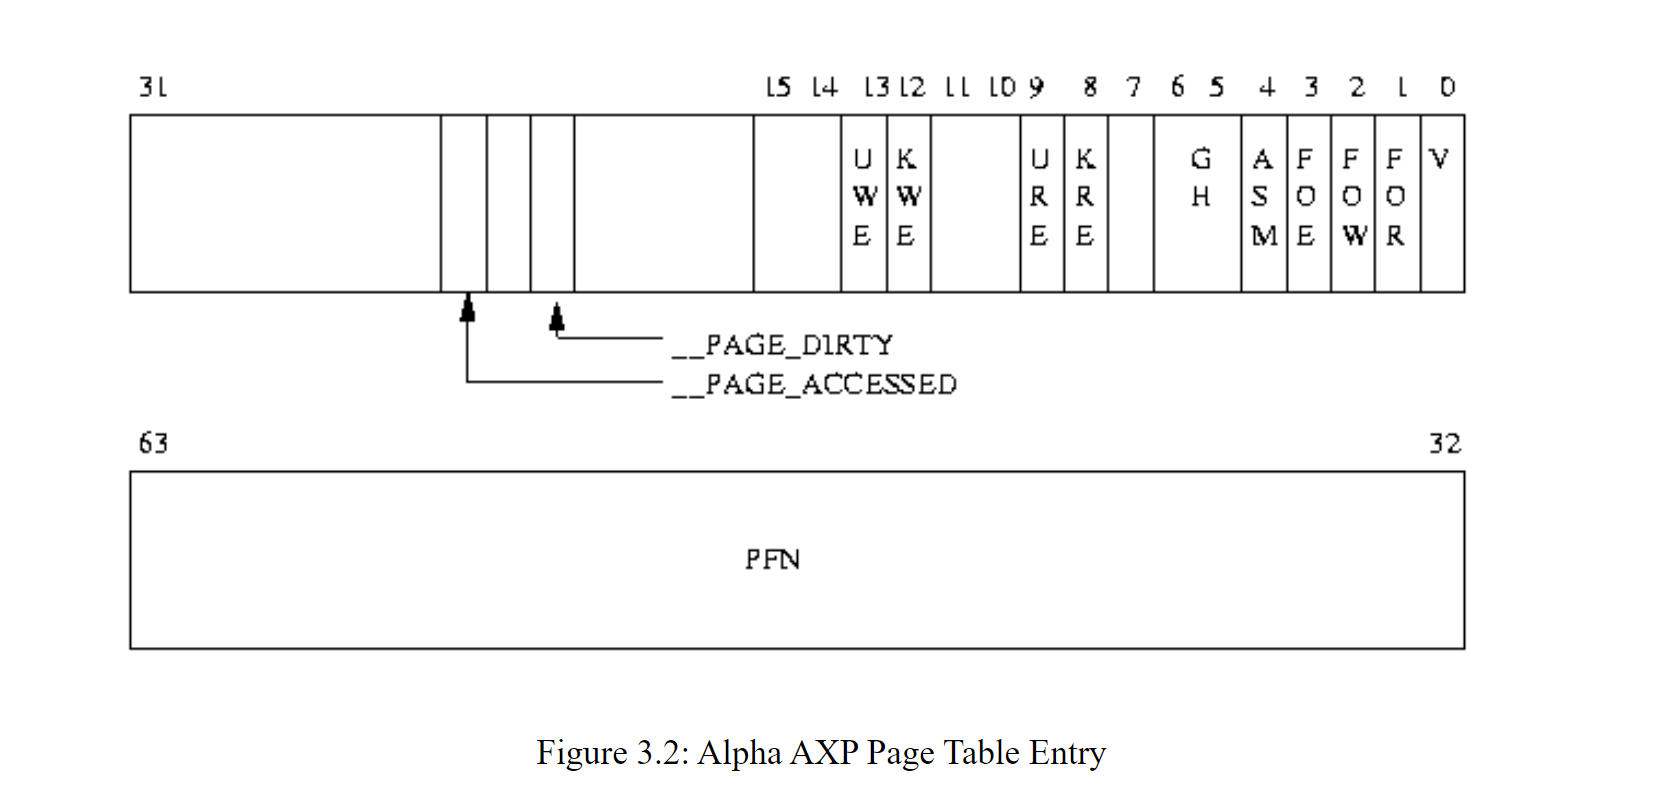 31 15 14 13 12 11 10 9 8 7 6 5 4 3 2 1 0
UWE KWE URE KRE GH ASM FOE FOW FOR V
__PAGE_DIRTY
__PAGE_ACCESSED
63 32
PFN
Figure 3.2: Alpha AXP Page Table Entry